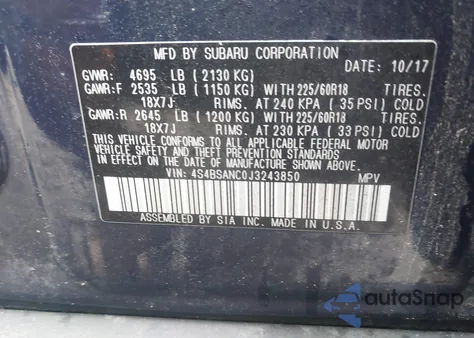 MFD BY SUBARU CORPORATION
GVWR: 4695 LB ( 2130 KG) DATE: 10/17
GAWR:F 2535 LB ( 1150 KG) WITH 225/60R18 TIRES.
18X7J RIMS. AT 240 KPA ( 35 PSI) COLD
GAWR:R 2645 LB ( 1200 KG) WITH 225/60R18 TIRES.
18X7J RIMS. AT 230 KPA ( 33 PSI) COLD
THIS VEHICLE CONFORMS TO ALL APPLICABLE FEDERAL MOTOR
VEHICLE SAFETY, BUMPER, AND THEFT PREVENTION STANDARDS
IN EFFECT ON THE DATE OF MANUFACTURE SHOWN ABOVE.
VIN: 4S4BSANC0J3243850 MPV
ASSEMBLED BY SIA INC. MADE IN U.S.A.
autoSnap